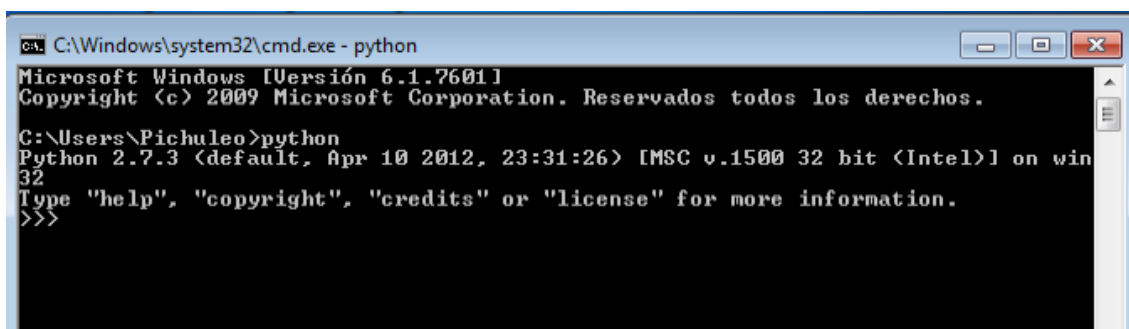 C:\Windows\system32\cmd.exe - python
Microsoft Windows [Versión 6.1.7601]
Copyright (c) 2009 Microsoft Corporation. Reservados todos los derechos.
C:\Users\Pichuleo>python
Python 2.7.3 (default, Apr 10 2012, 23:31:26) [MSC v.1500 32 bit (Intel)] on win
32
Type "help", "copyright", "credits" or "license" for more information.
>>>